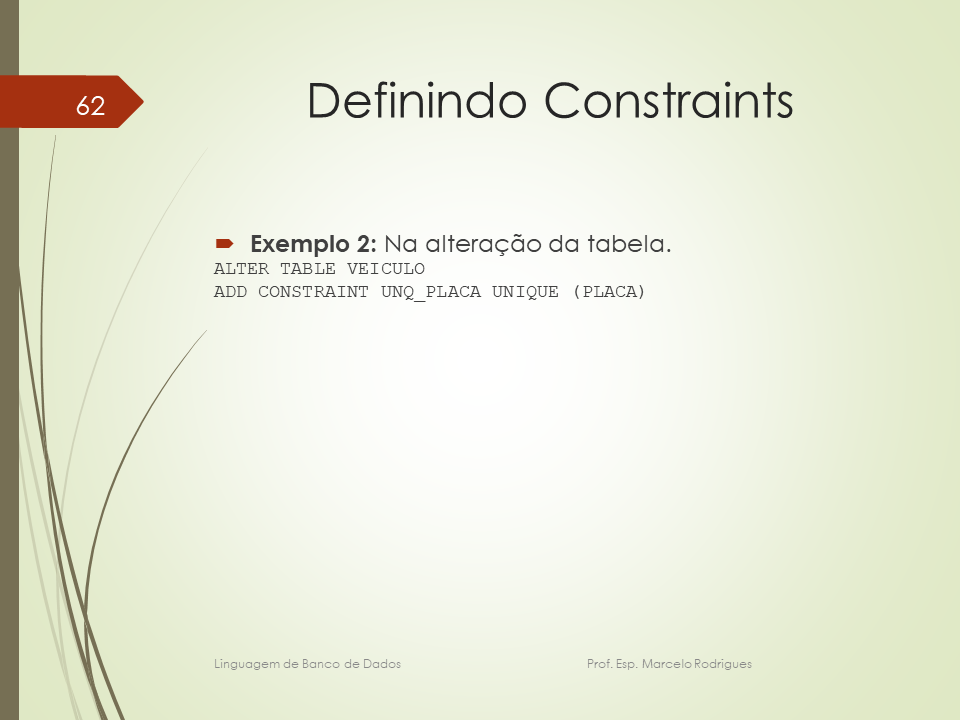 62
Definindo Constraints
Exemplo 2: Na alteração da tabela.
ALTER TABLE VEICULO
ADD CONSTRAINT UNQ_PLACA UNIQUE (PLACA)
Linguagem de Banco de Dados
Prof. Esp. Marcelo Rodrigues